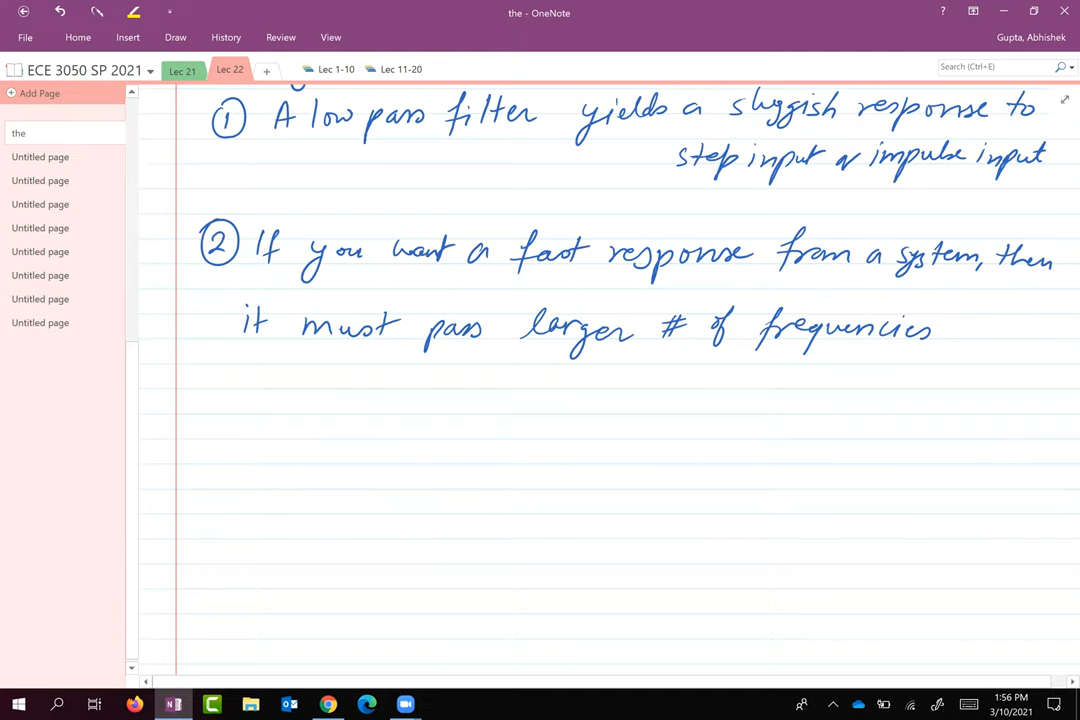 the - OneNote
Gupta, Abhishek
File Home Insert Draw History Review View
ECE 3050 SP 2021
Lec 21
Lec 22
Lec 1-10
Lec 11-20
Search (Ctrl+E)
Add Page
the
Untitled page
Untitled page
Untitled page
Untitled page
Untitled page
Untitled page
Untitled page
Untitled page
① A low pass filter yields a sluggish response to
step input or impulse input
② If you want a fast response from a system, then
it must pass larger # of frequencies
1:56 PM
3/10/2021